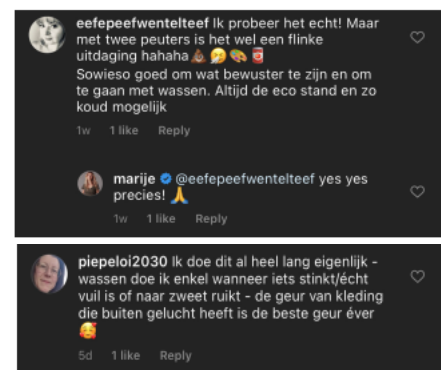 eefepeefwentelteef Ik probeer het echt! Maar
met twee peuters is het wel een flinke
uitdaging hahaha💩🤧🎨🥫
Sowieso goed om wat bewuster te zijn en om
te gaan met wassen. Altijd de eco stand en zo
koud mogelijk
1w 1 like Reply
marije @eefepeefwentelteef yes yes
precies! 🙏
1w 1 like Reply
piepeloi2030 Ik doe dit al heel lang eigenlijk -
wassen doe ik enkel wanneer iets stinkt/écht
vuil is of naar zweet ruikt - de geur van kleding
die buiten gelucht heeft is de beste geur éver
🥰
5d 1 like Reply